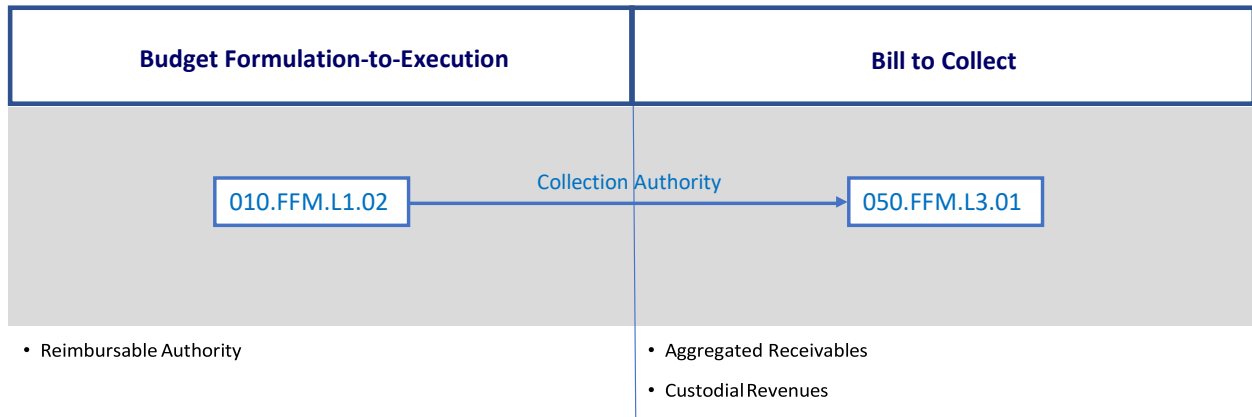 Budget Formulation-to-Execution
Bill to Collect
Collection Authority
010.FFM.L1.02
050.FFM.L3.01
• Reimbursable Authority
• Aggregated Receivables
• Custodial Revenues